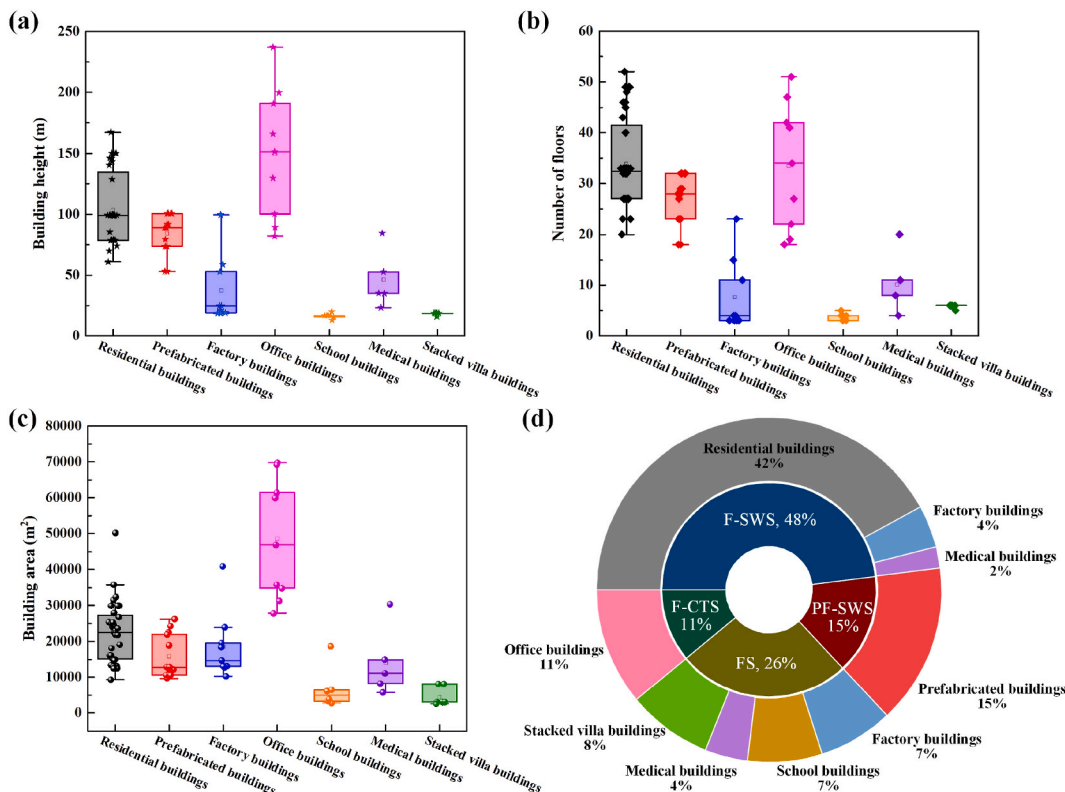 (a)
Building height (m)
250
200
150
100
50
0
Residential buildings
Prefabricated buildings
Factory buildings
Office buildings
School buildings
Medical buildings
Stacked villa buildings
(b)
Number of floors
60
50
40
30
20
10
0
Residential buildings
Prefabricated buildings
Factory buildings
Office buildings
School buildings
Medical buildings
Stacked villa buildings
(c)
Building area (m²)
80000
70000
60000
50000
40000
30000
20000
10000
0
Residential buildings
Prefabricated buildings
Factory buildings
Office buildings
School buildings
Medical buildings
Stacked villa buildings
(d)
Residential buildings
42%
Factory buildings
4%
Medical buildings
2%
Prefabricated buildings
15%
Factory buildings
7%
School buildings
7%
Medical buildings
4%
Stacked villa buildings
8%
Office buildings
11%
F-SWS, 48%
PF-SWS
15%
FS, 26%
F-CTS
11%